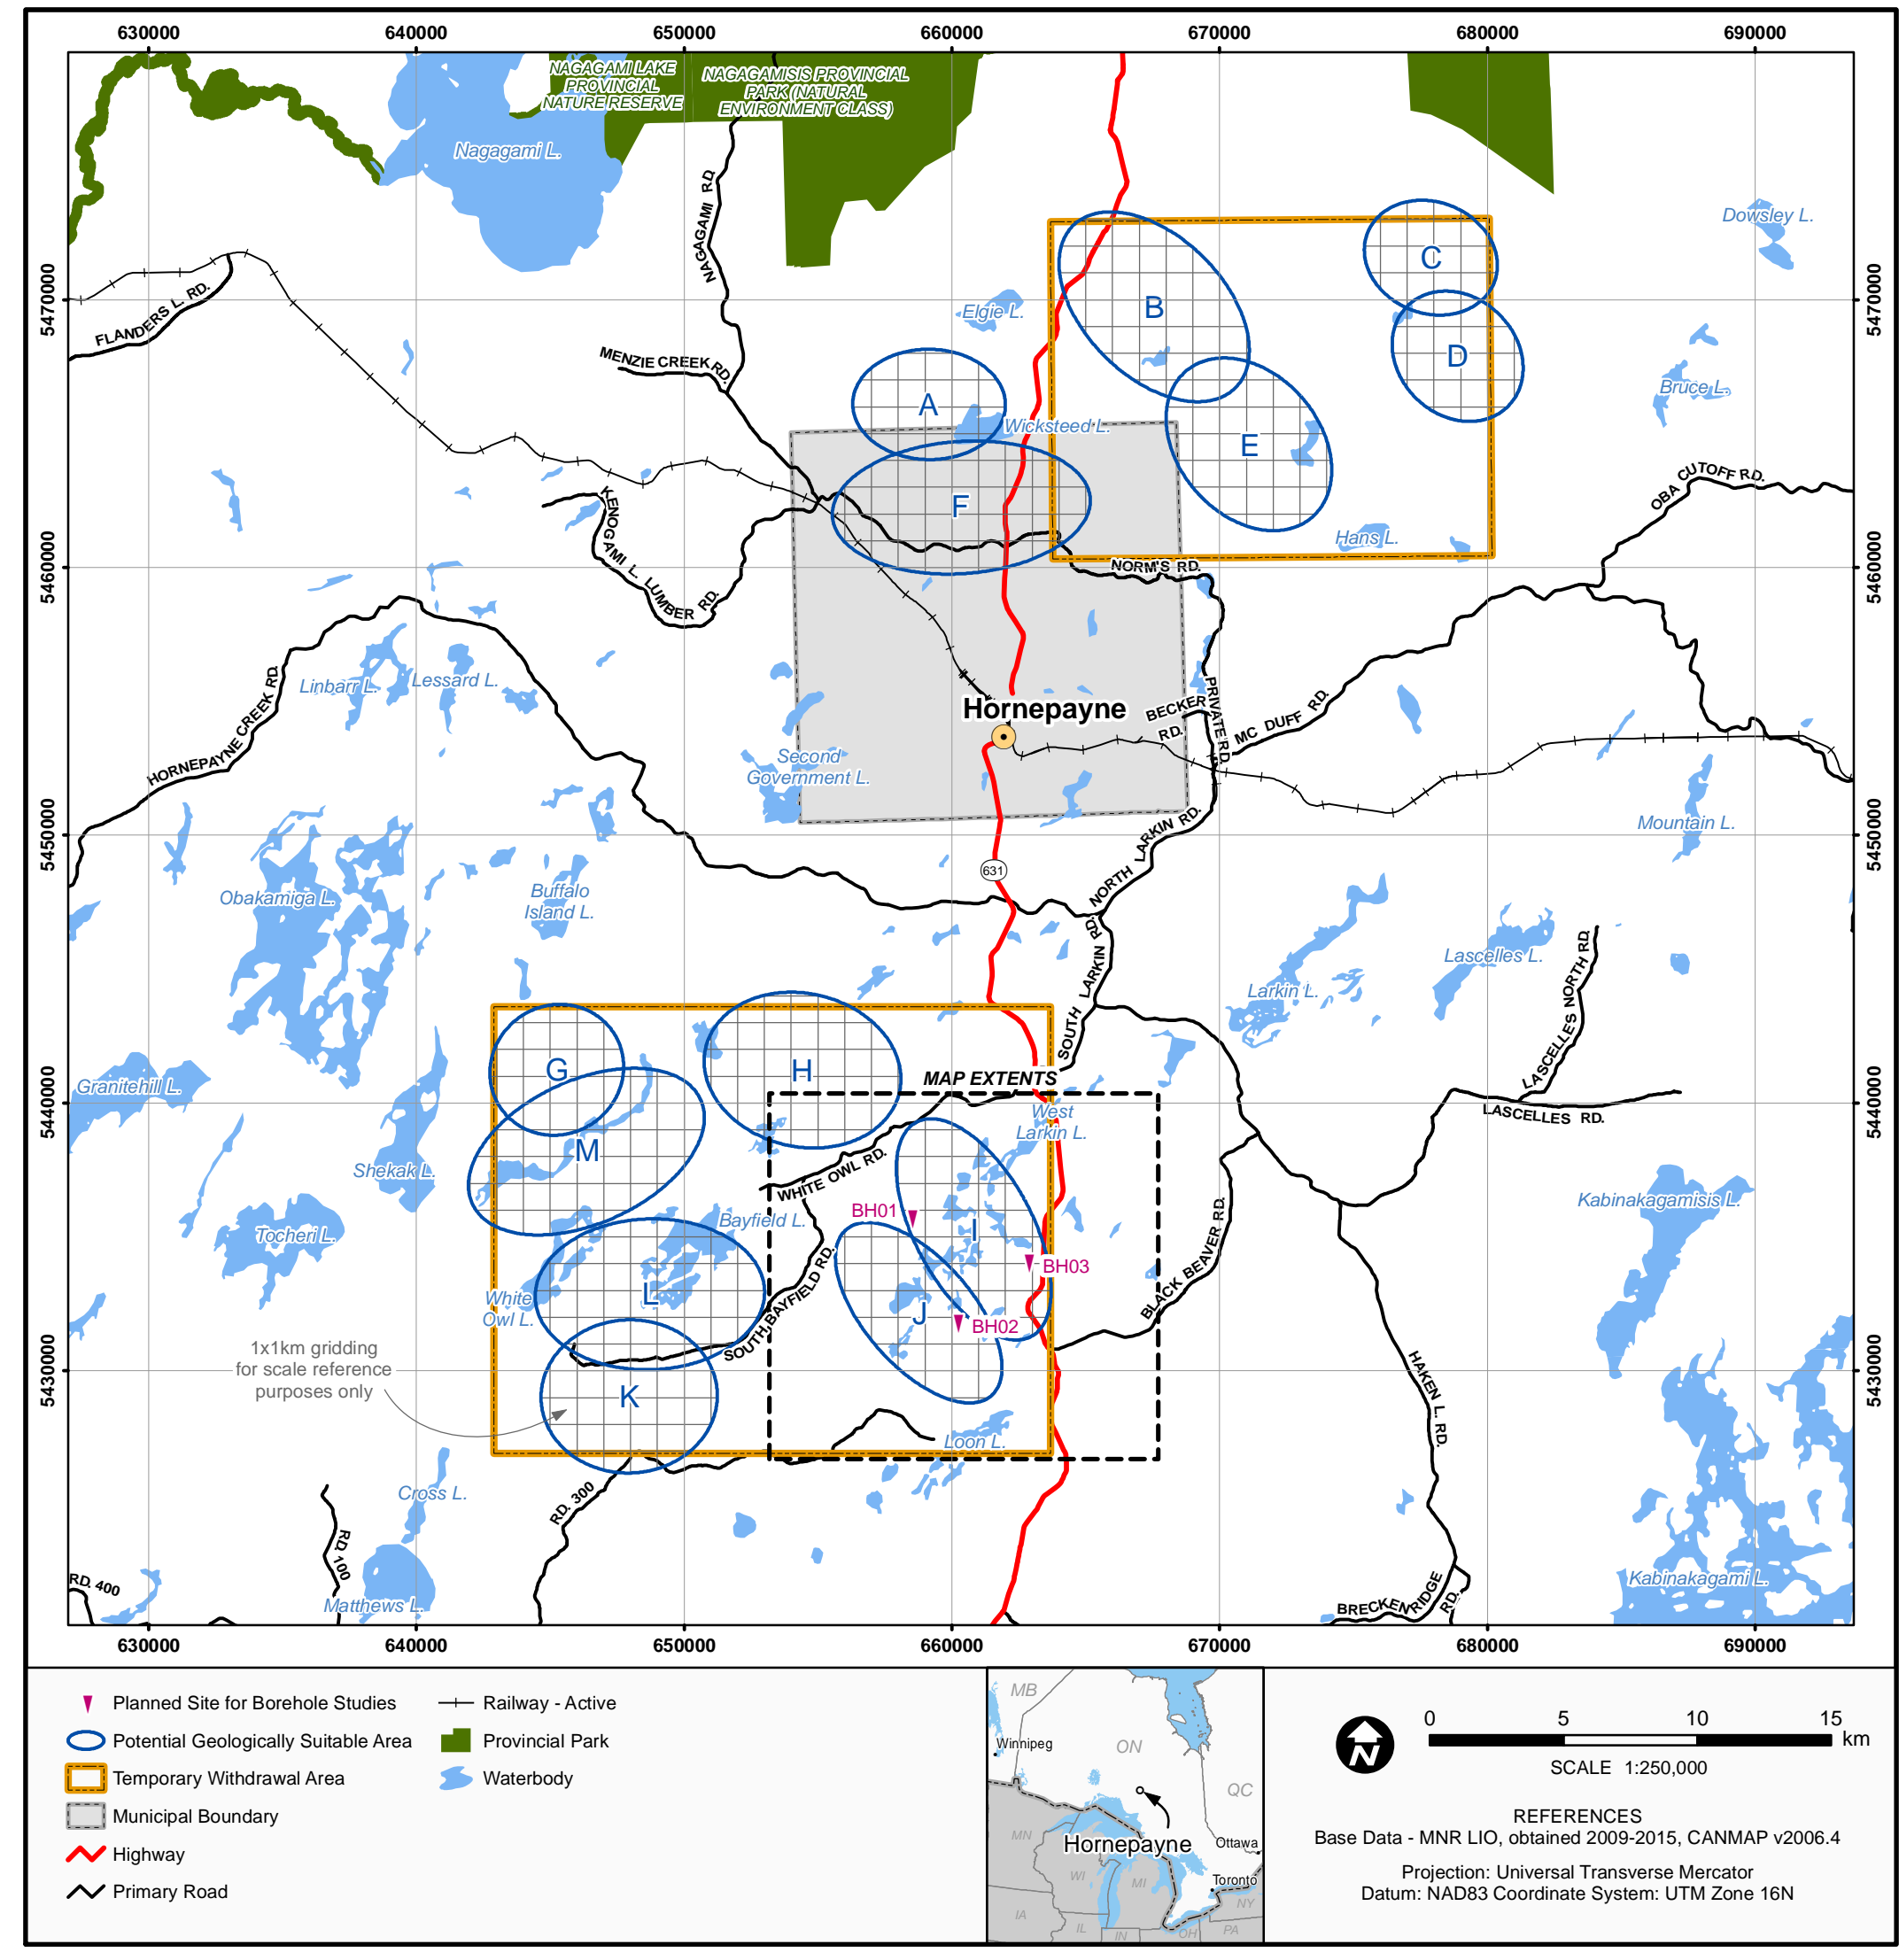 630000 640000 650000 660000 670000 680000 690000
NAGAGAMI LAKE
PROVINCIAL
NATURE RESERVE
NAGAGAMISIS PROVINCIAL
PARK (NATURAL
ENVIRONMENT CLASS)
Nagagami L.
NAGAGAMI RD.
Dowsley L.
C
5470000
5470000
FLANDERS L. RD.
Elgie L.
B
MENZIE CREEK RD.
D
Bruce L.
A
Wicksteed L.
E
OBA CUTOFF RD.
KENOGAMI L. LUMBER RD.
F
Hans L.
5460000
5460000
NORM'S RD.
HORNEPAYNE CREEK RD.
Linbarr L.
Lessard L.
Hornepayne
BECKER
RD.
PRIVATE RD.
MC DUFF RD.
Second
Government L.
5450000
5450000
Mountain L.
NORTH LARKIN RD.
631
Obakamiga L.
Buffalo
Island L.
SOUTH LARKIN RD.
Larkin L.
Lascelles L.
LASCELLES NORTH RD.
G
H
Granitehill L.
MAP EXTENTS
5440000
5440000
West
Larkin L.
LASCELLES RD.
M
Shekak L.
WHITE OWL RD.
Kabinakagamisis L.
BH01
Bayfield L.
Tocheri L.
I
BH03
BLACK BEAVER RD.
L
White
Owl L.
J
BH02
SOUTH BAYFIELD RD.
1x1km gridding
for scale reference
purposes only
5430000
5430000
K
HAKEN L. RD.
Loon L.
Cross L.
RD. 300
RD. 100
RD. 400
Matthews L.
Kabinakagami L.
BRECKENRIDGE
RD.
630000 640000 650000 660000 670000 680000 690000
Planned Site for Borehole Studies
Potential Geologically Suitable Area
Temporary Withdrawal Area
Municipal Boundary
Highway
Primary Road
Railway - Active
Provincial Park
Waterbody
MB
Winnipeg
ON
QC
MN
Hornepayne
Ottawa
WI
MI
Toronto
NY
IA
IL
IN
OH
PA
N
0 5 10 15
km
SCALE 1:250,000
REFERENCES
Base Data - MNR LIO, obtained 2009-2015, CANMAP v2006.4
Projection: Universal Transverse Mercator
Datum: NAD83 Coordinate System: UTM Zone 16N